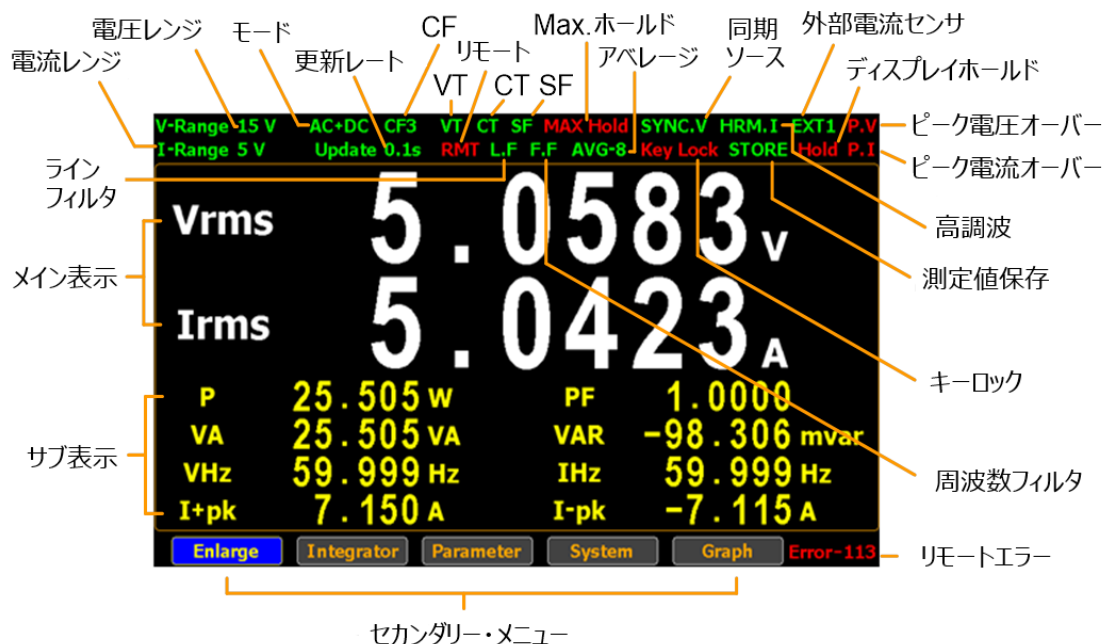 電圧レンジ
モード
CF
リモート
Max.ホールド
同期
ソース
外部電流センサ
電流レンジ
更新レート
アベレージ
ディスプレイホールド
VT CT SF
V-Range 15 V AC+DC CF3 VT CT SF MAX Hold SYNC.V HRM.I EXT1 P.V
ピーク電圧オーバー
I-Range 5 V Update 0.1s RMT L.F F.F AVG-8 Key Lock STORE Hold P.I
ピーク電流オーバー
ライン
フィルタ
Vrms 5.0583 V
高調波
メイン表示
測定値保存
Irms 5.0423 A
キーロック
P 25.505 W PF 1.0000
VA 25.505 VA VAR -98.306 mvar
サブ表示
VHz 59.999 Hz IHz 59.999 Hz
周波数フィルタ
I+pk 7.150 A I-pk -7.115 A
Enlarge Integrator Parameter System Graph Error-113
リモートエラー
セカンダリー・メニュー